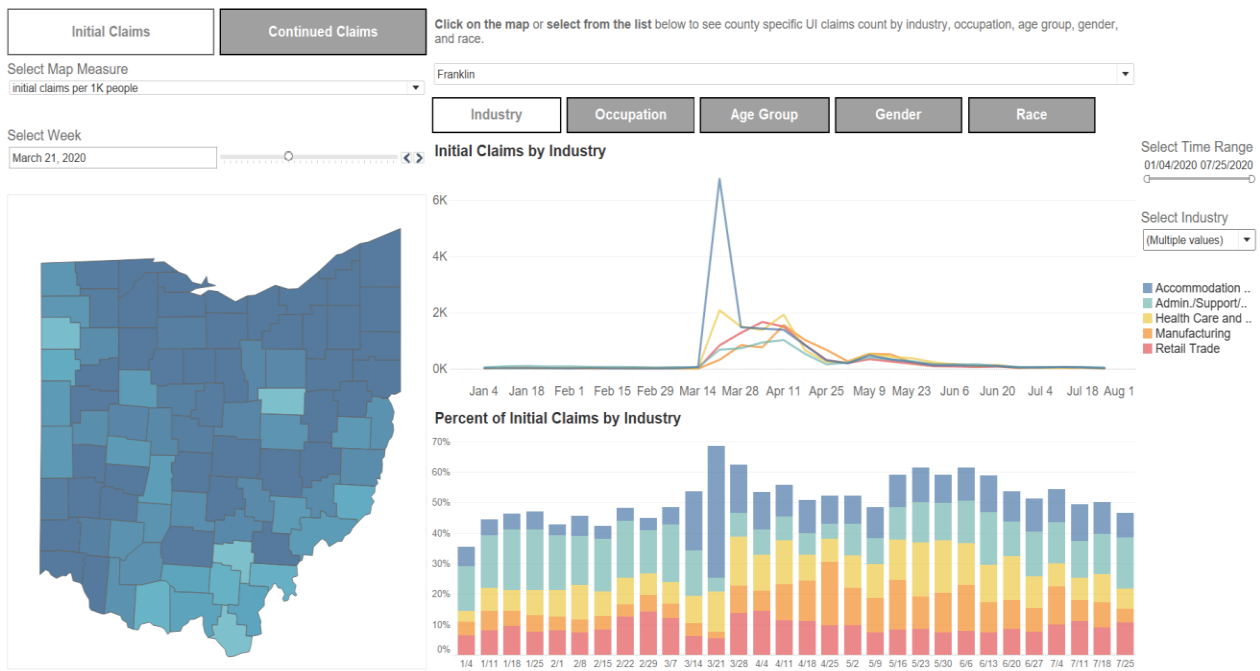 Initial Claims
Continued Claims
Click on the map or select from the list below to see county specific UI claims count by industry, occupation, age group, gender,
and race.
Select Map Measure
initial claims per 1K people
Franklin
Industry
Occupation
Age Group
Gender
Race
Select Week
March 21, 2020
Initial Claims by Industry
Select Time Range
01/04/2020 07/25/2020
Select Industry
(Multiple values)
6K
4K
2K
0K
Jan 4 Jan 18 Feb 1 Feb 15 Feb 29 Mar 14 Mar 28 Apr 11 Apr 25 May 9 May 23 Jun 6 Jun 20 Jul 4 Jul 18 Aug 1
Accommodation ..
Admin./Support/..
Health Care and ..
Manufacturing
Retail Trade
Percent of Initial Claims by Industry
70%
60%
50%
40%
30%
20%
10%
0%
1/4 1/11 1/18 1/25 2/1 2/8 2/15 2/22 2/29 3/7 3/14 3/21 3/28 4/4 4/11 4/18 4/25 5/2 5/9 5/16 5/23 5/30 6/6 6/13 6/20 6/27 7/4 7/11 7/18 7/25